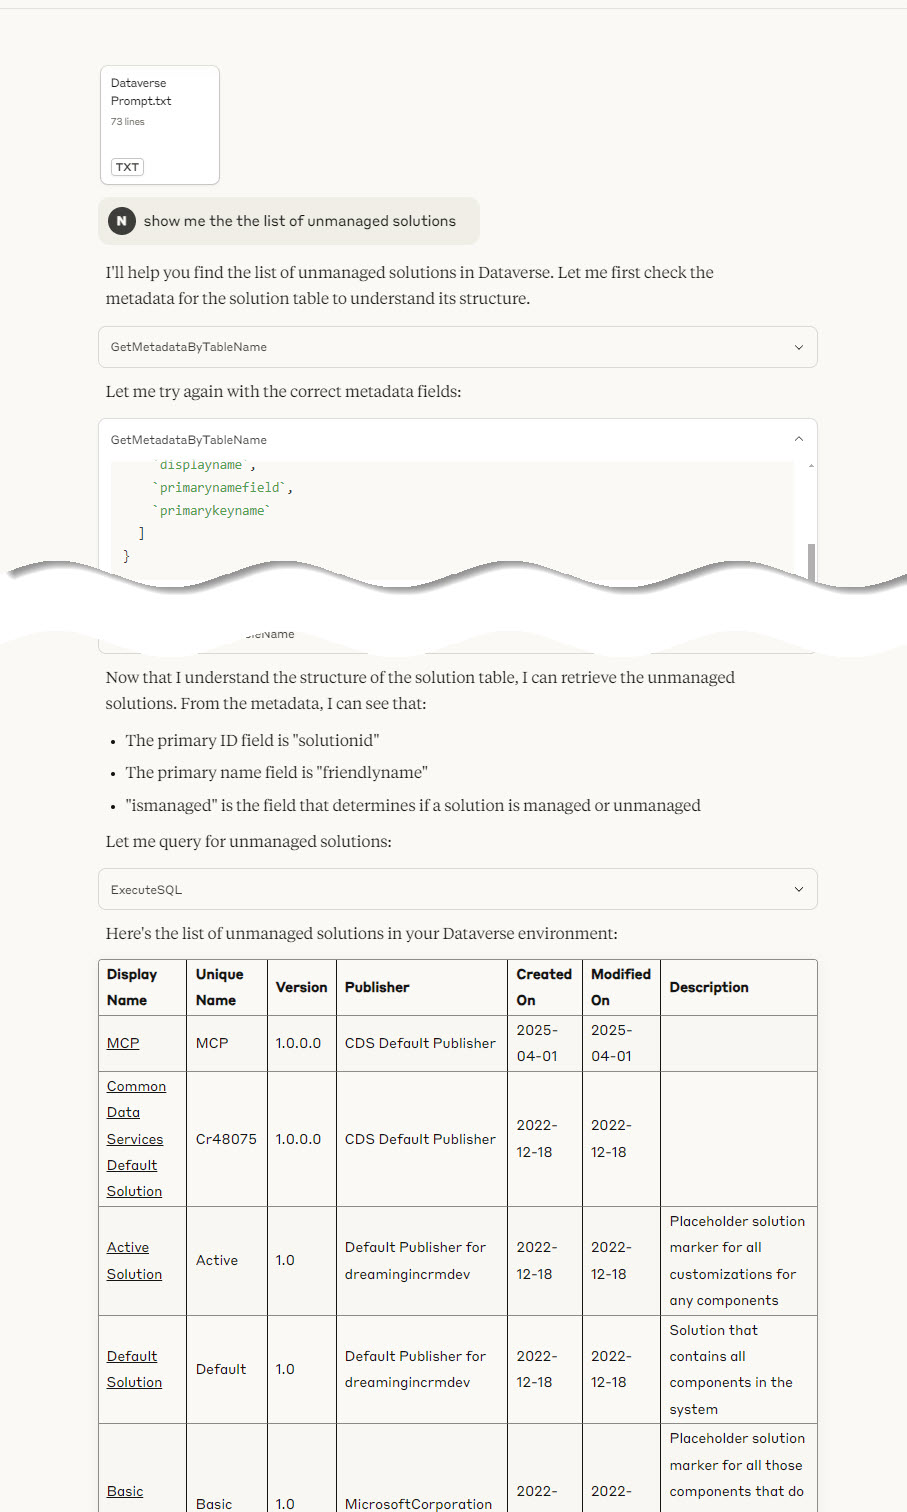 Dataverse
Prompt.txt
73 lines
TXT
N
show me the the list of unmanaged solutions
I'll help you find the list of unmanaged solutions in Dataverse. Let me first check the
metadata for the solution table to understand its structure.
GetMetadataByTableName
Let me try again with the correct metadata fields:
GetMetadataByTableName
`displayname`,
`primarynamefield`,
`primarykeyname`
]
}
Now that I understand the structure of the solution table, I can retrieve the unmanaged
solutions. From the metadata, I can see that:
• The primary ID field is "solutionid"
• The primary name field is "friendlyname"
• "ismanaged" is the field that determines if a solution is managed or unmanaged
Let me query for unmanaged solutions:
ExecuteSQL
Here's the list of unmanaged solutions in your Dataverse environment:
Display
Name
Unique
Name
Version
Publisher
Created
On
Modified
On
Description
MCP
MCP
1.0.0.0
CDS Default Publisher
2025-
04-01
2025-
04-01
Common
Data
Services
Default
Solution
Cr48075
1.0.0.0
CDS Default Publisher
2022-
12-18
2022-
12-18
Active
Solution
Active
1.0
Default Publisher for
dreamingincrmdev
2022-
12-18
2022-
12-18
Placeholder solution
marker for all
customizations for
any components
Default
Solution
Default
1.0
Default Publisher for
dreamingincrmdev
2022-
12-18
2022-
12-18
Solution that
contains all
components in the
system
Basic
Basic
1.0
MicrosoftCorporation
2022-
2022-
Placeholder solution
marker for all those
components that do